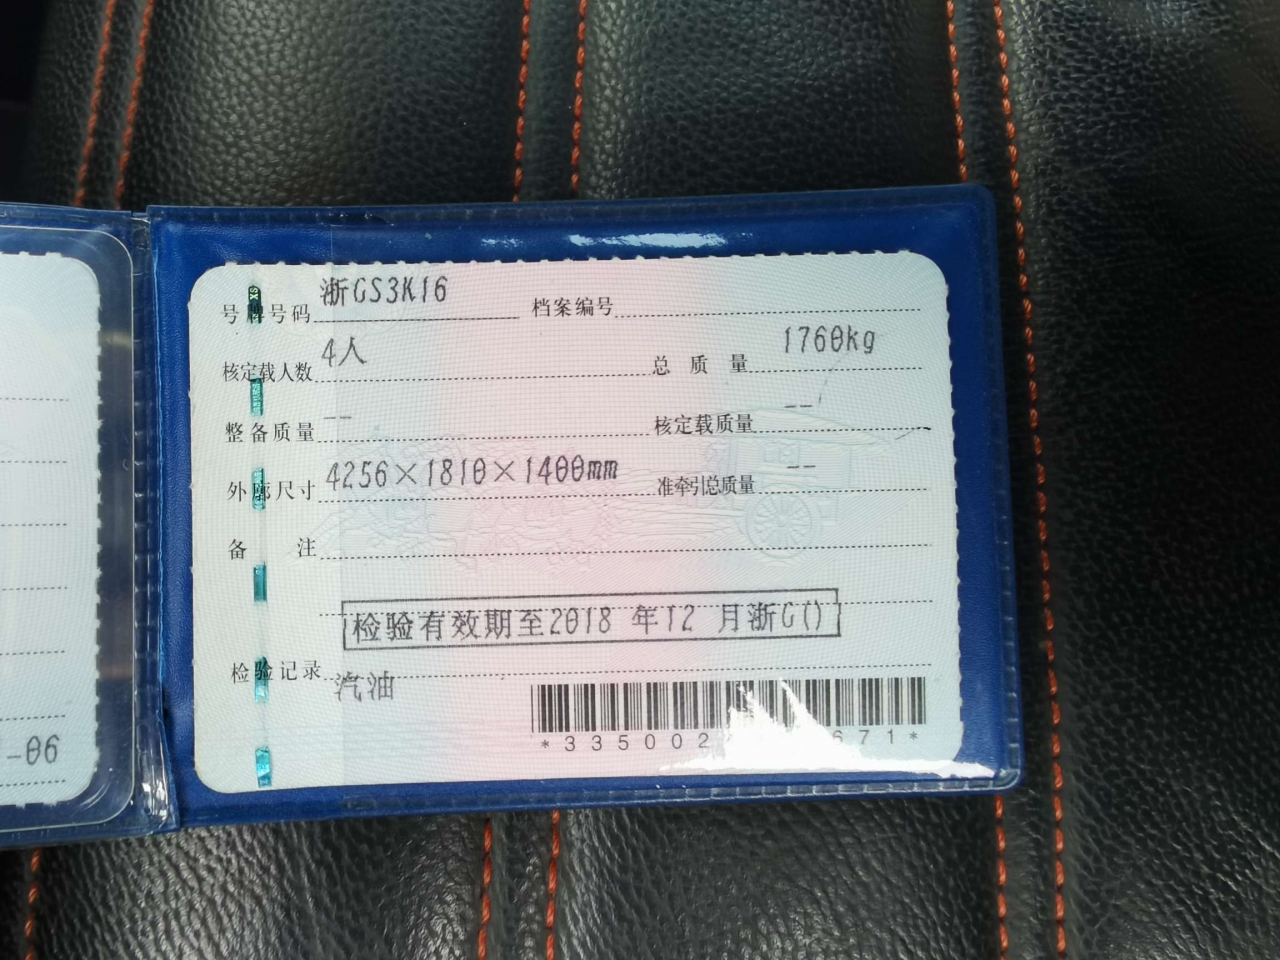 号牌号码 浙GS3K16 档案编号
核定载人数 4人 总质量 1760kg
整备质量 -- 核定载质量 --
外廓尺寸 4256×1810×1400mm 准牵引总质量 --
备注
检验有效期至2018 年12 月浙G()
检验记录
汽油
*335002 671*
-06